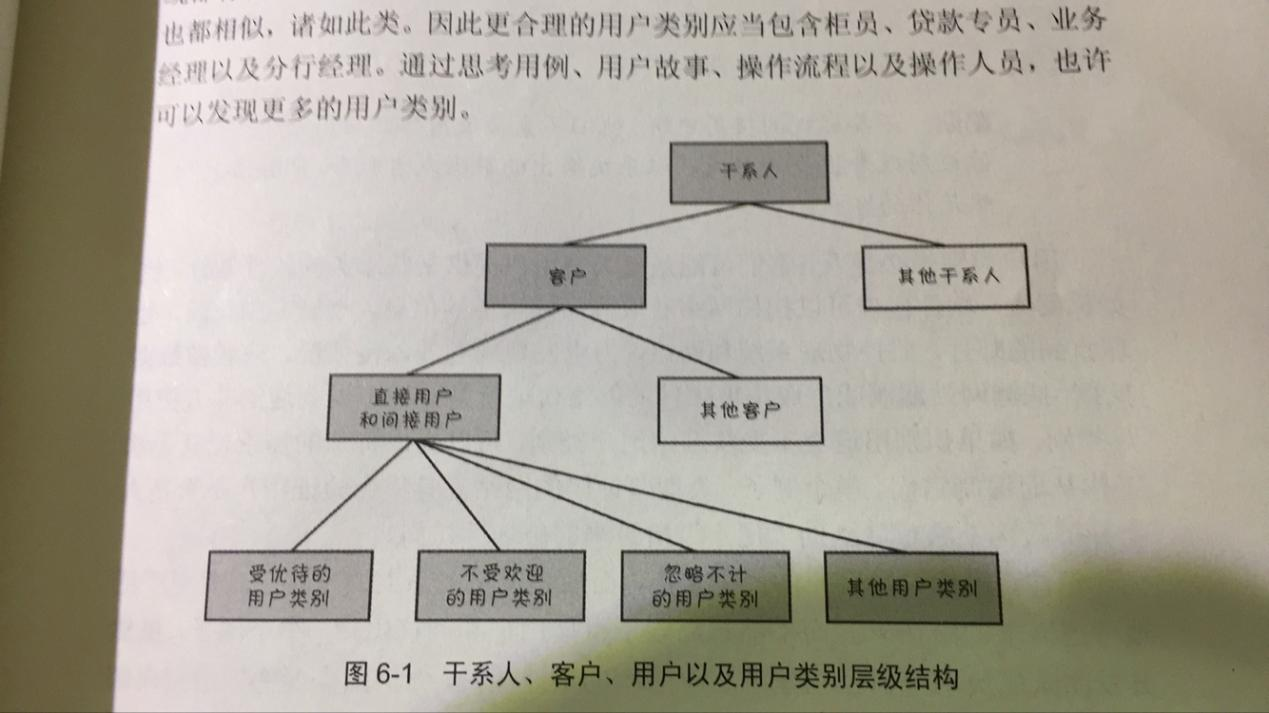 也都相似，诸如此类。因此更合理的用户类别应当包含柜员、贷款专员、业务
经理以及分行经理。通过思考用例、用户故事、操作流程以及操作人员，也许
可以发现更多的用户类别。
干系人
客户
其他干系人
直接用户
和间接用户
其他客户
受优待的
用户类别
不受欢迎
的用户类别
忽略不计
的用户类别
其他用户类别
图 6-1 干系人、客户、用户以及用户类别层级结构